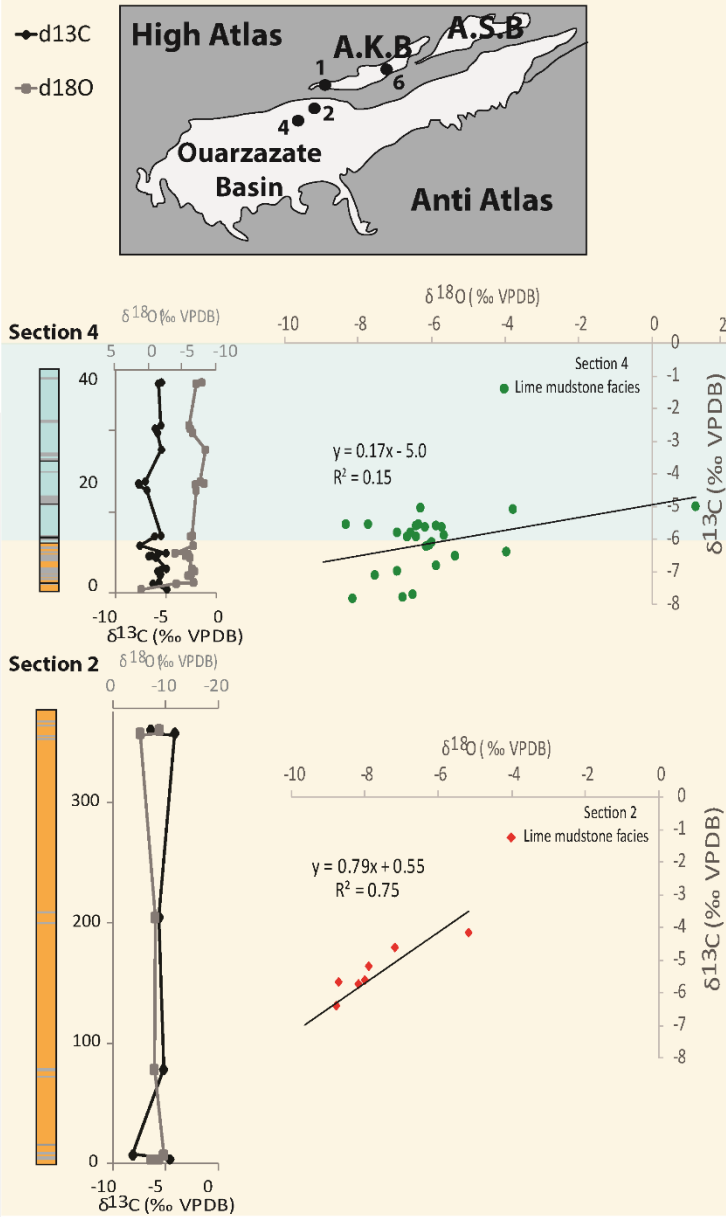 d13C
d18O
High Atlas
A.K.B
A.S.B
1
6
2
4
Ouarzazate
Basin
Anti Atlas
Section 4
δ18O(‰ VPDB)
5 0 -5 -10
40
20
0
-10 -5 0
δ13C (‰ VPDB)
δ18O (‰ VPDB)
-10 -8 -6 -4 -2 0 2
0
-1
-2
-3
-4
-5
-6
-7
-8
δ13C (‰ VPDB)
Section 4
Lime mudstone facies
y = 0.17x - 5.0
R2 = 0.15
Section 2
δ18O(‰ VPDB)
0 -10 -20
300
200
100
0
-10 -5 0
δ13C (‰ VPDB)
δ18O (‰ VPDB)
-10 -8 -6 -4 -2 0
0
-1
-2
-3
-4
-5
-6
-7
-8
δ13C (‰ VPDB)
Section 2
Lime mudstone facies
y = 0.79x + 0.55
R2 = 0.75